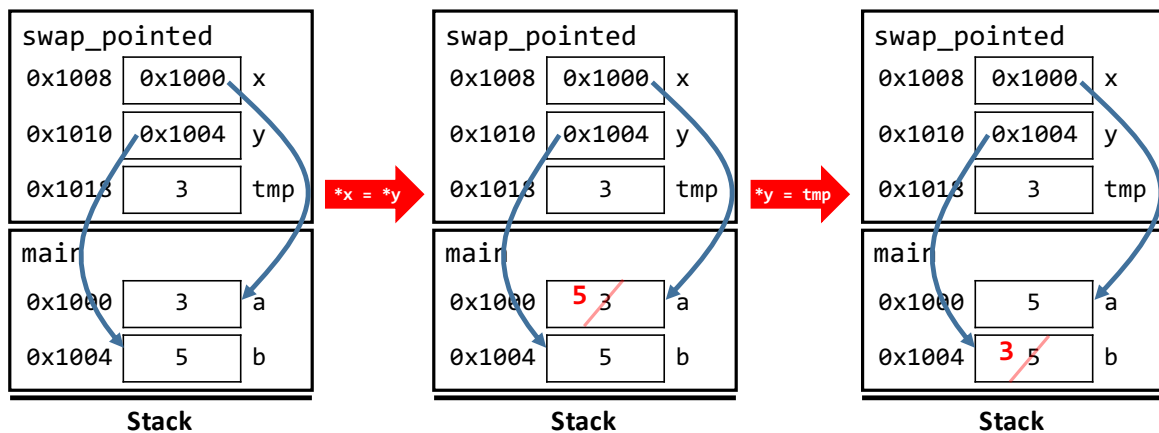 swap_pointed
0x1008 0x1000 x
0x1010 0x1004 y
0x1018 3 tmp
main
0x1000 3 a
0x1004 5 b
Stack
*x = *y
swap_pointed
0x1008 0x1000 x
0x1010 0x1004 y
0x1018 3 tmp
main
0x1000 5 3 a
0x1004 5 b
Stack
*y = tmp
swap_pointed
0x1008 0x1000 x
0x1010 0x1004 y
0x1018 3 tmp
main
0x1000 5 a
0x1004 3 5 b
Stack